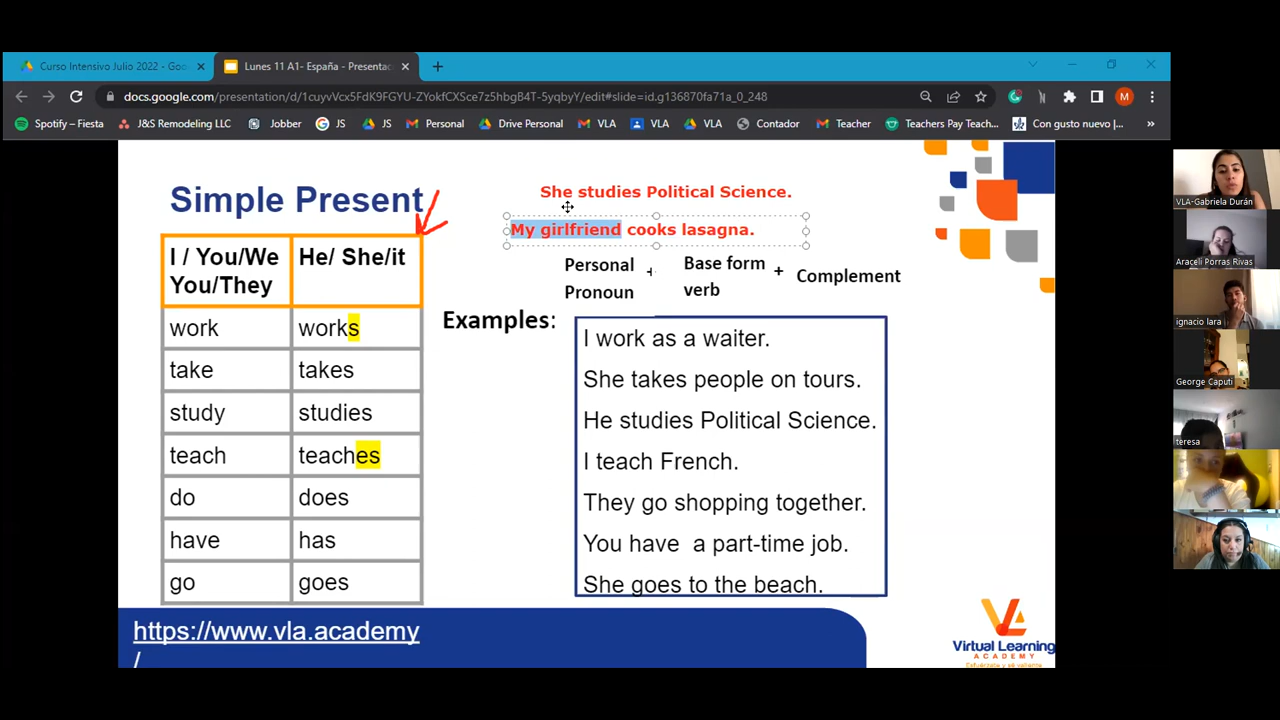 Curso Intensivo Julio 2022 - Goo
Lunes 11 A1- España - Presentac
docs.google.com/presentation/d/1cuyvVcx5FdK9FGYU-ZYokfCXSce7z5hbgB4T-5yqbyY/edit#slide=id.g136870fa71a_0_248
M
Spotify – Fiesta
J&S Remodeling LLC
Jobber
JS
JS
Personal
Drive Personal
VLA
VLA
VLA
Contador
Teacher
Teachers Pay Teach...
Con gusto nuevo |...
»
Simple Present
She studies Political Science.
My girlfriend cooks lasagna.
Personal Pronoun + Base form verb + Complement
I / You/We You/They He/ She/it
work works
take takes
study studies
teach teaches
do does
have has
go goes
Examples:
I work as a waiter.
She takes people on tours.
He studies Political Science.
I teach French.
They go shopping together.
You have a part-time job.
She goes to the beach.
https://www.vla.academy
/
VLA
Virtual Learning
ACADEMY
Esfuérzate y sé valiente
VLA-Gabriela Durán
Araceli Porras Rivas
ignacio lara
George Caputi
teresa